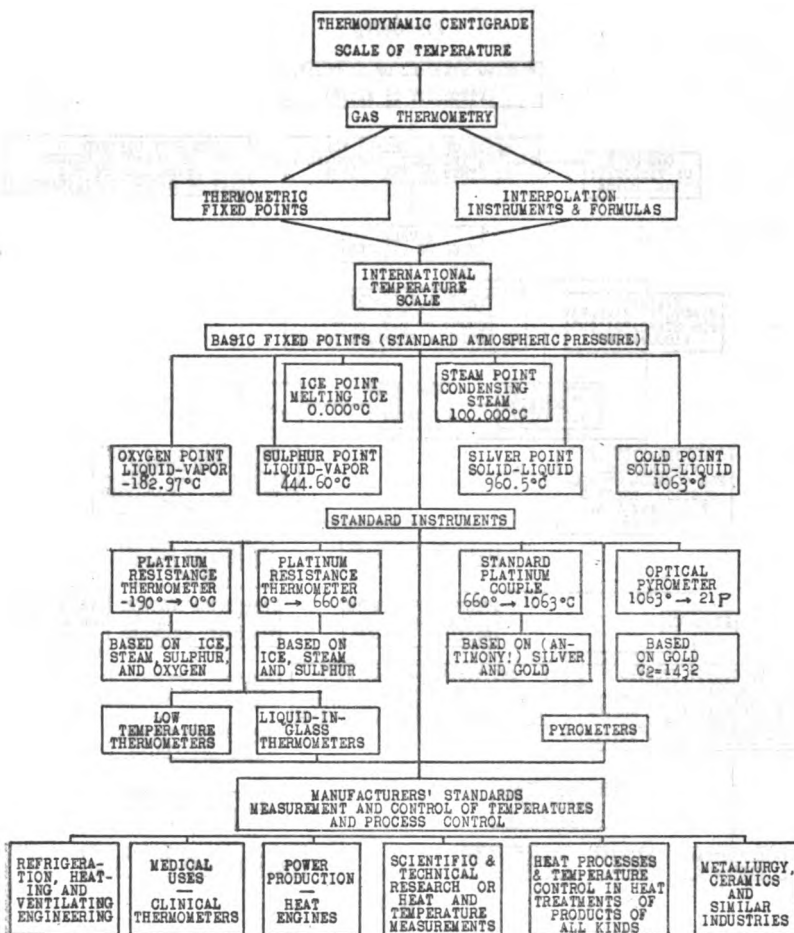 THERMODYNAMIC CENTIGRADE
SCALE OF TEMPERATURE
GAS THERMOMETRY
THERMOMETRIC
FIXED POINTS
INTERPOLATION
INSTRUMENTS & FORMULAS
INTERNATIONAL
TEMPERATURE
SCALE
BASIC FIXED POINTS (STANDARD ATMOSPHERIC PRESSURE)
ICE POINT
MELTING ICE
0.000°C
STEAM POINT
CONDENSING
STEAM
100.000°C
OXYGEN POINT
LIQUID-VAPOR
-182.97°C
SULPHUR POINT
LIQUID-VAPOR
444.60°C
SILVER POINT
SOLID-LIQUID
960.5°C
COLD POINT
SOLID-LIQUID
1063°C
STANDARD INSTRUMENTS
PLATINUM
RESISTANCE
THERMOMETER
-190° → 0°C
PLATINUM
RESISTANCE
THERMOMETER
0° → 660°C
STANDARD
PLATINUM
COUPLE
660° → 1063°C
OPTICAL
PYROMETER
1063° → 21P
BASED ON ICE,
STEAM, SULPHUR,
AND OXYGEN
BASED ON
ICE, STEAM
AND SULPHUR
BASED ON (AN-
TIMONY!) SILVER
AND GOLD
BASED
ON GOLD
C2=1432
LOW
TEMPERATURE
THERMOMETERS
LIQUID-IN-
GLASS
THERMOMETERS
PYROMETERS
MANUFACTURERS' STANDARDS
MEASUREMENT AND CONTROL OF TEMPERATURES
AND PROCESS CONTROL
REFRIGERA-
TION, HEAT-
ING AND
VENTILATING
ENGINEERING
MEDICAL
USES
—
CLINICAL
THERMOMETERS
POWER
PRODUCTION
—
HEAT
ENGINES
SCIENTIFIC &
TECHNICAL
RESEARCH OR
HEAT AND
TEMPERATURE
MEASUREMENTS
HEAT PROCESSES
& TEMPERATURE
CONTROL IN HEAT
TREATMENTS OF
PRODUCTS OF
ALL KINDS
METALLURGY,
CERAMICS
AND
SIMILAR
INDUSTRIES